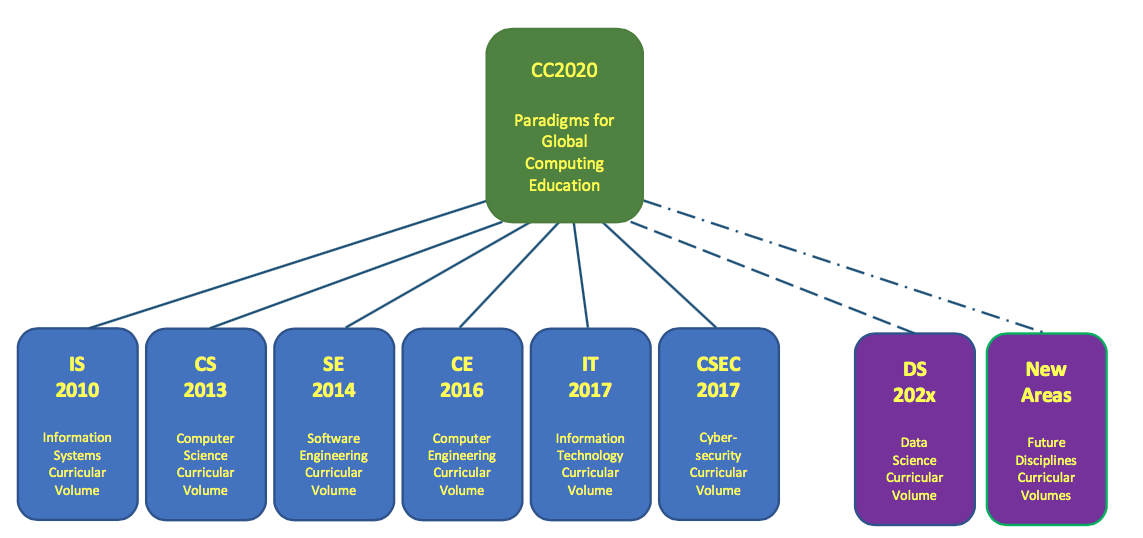 CC2020
Paradigms for
Global
Computing
Education
IS
2010
Information
Systems
Curricular
Volume
CS
2013
Computer
Science
Curricular
Volume
SE
2014
Software
Engineering
Curricular
Volume
CE
2016
Computer
Engineering
Curricular
Volume
IT
2017
Information
Technology
Curricular
Volume
CSEC
2017
Cyber-
security
Curricular
Volume
DS
202x
Data
Science
Curricular
Volume
New
Areas
Future
Disciplines
Curricular
Volumes